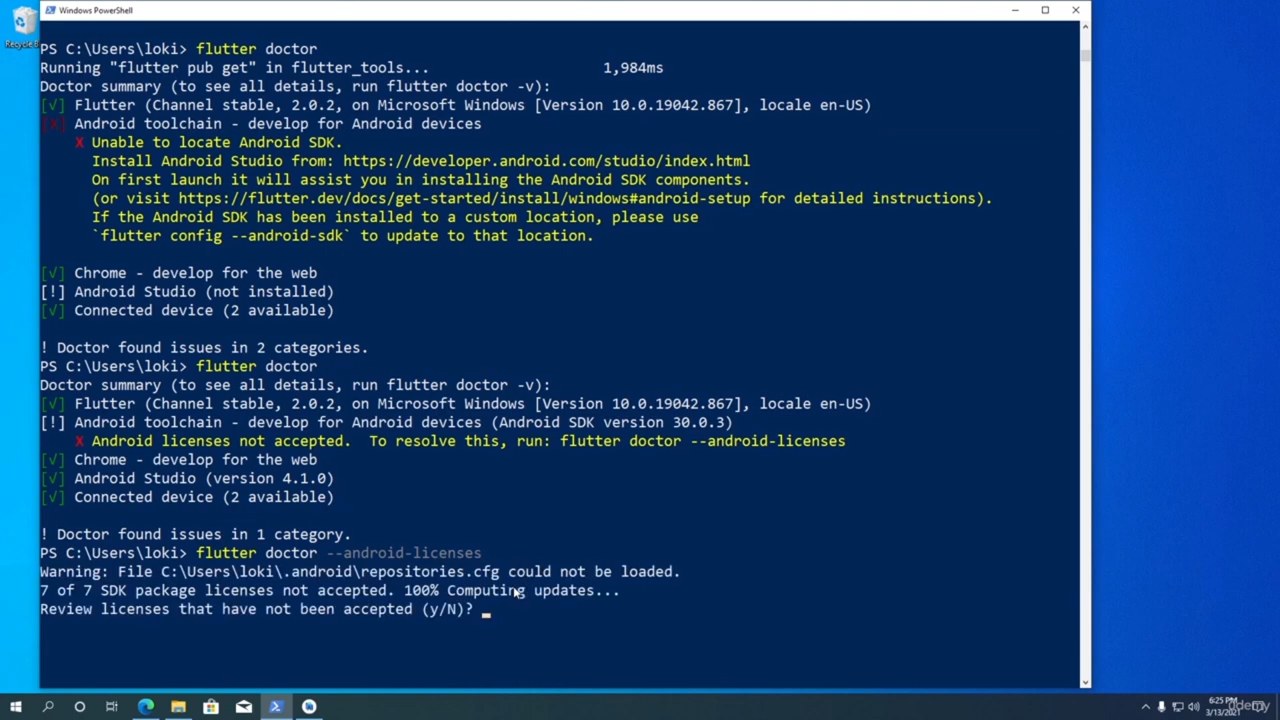 Windows PowerShell
PS C:\Users\loki> flutter doctor
Running "flutter pub get" in flutter_tools... 1,984ms
Doctor summary (to see all details, run flutter doctor -v):
[√] Flutter (Channel stable, 2.0.2, on Microsoft Windows [Version 10.0.19042.867], locale en-US)
[X] Android toolchain - develop for Android devices
X Unable to locate Android SDK.
Install Android Studio from: https://developer.android.com/studio/index.html
On first launch it will assist you in installing the Android SDK components.
(or visit https://flutter.dev/docs/get-started/install/windows#android-setup for detailed instructions).
If the Android SDK has been installed to a custom location, please use
`flutter config --android-sdk` to update to that location.
[√] Chrome - develop for the web
[!] Android Studio (not installed)
[√] Connected device (2 available)
! Doctor found issues in 2 categories.
PS C:\Users\loki> flutter doctor
Doctor summary (to see all details, run flutter doctor -v):
[√] Flutter (Channel stable, 2.0.2, on Microsoft Windows [Version 10.0.19042.867], locale en-US)
[!] Android toolchain - develop for Android devices (Android SDK version 30.0.3)
X Android licenses not accepted. To resolve this, run: flutter doctor --android-licenses
[√] Chrome - develop for the web
[√] Android Studio (version 4.1.0)
[√] Connected device (2 available)
! Doctor found issues in 1 category.
PS C:\Users\loki> flutter doctor --android-licenses
Warning: File C:\Users\loki\.android\repositories.cfg could not be loaded.
7 of 7 SDK package licenses not accepted. 100% Computing updates...
Review licenses that have not been accepted (y/N)?
6:25 PM
3/13/2021
udemy